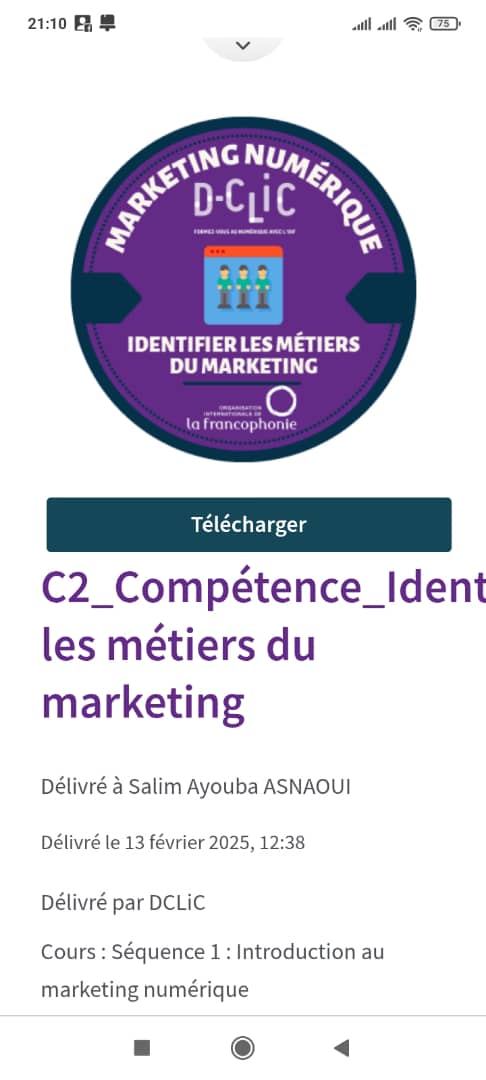 21:10
75
MARKETING NUMÉRIQUE
D-CLiC
FORMEZ-VOUS AU NUMÉRIQUE AVEC L'OIF
IDENTIFIER LES MÉTIERS
DU MARKETING
ORGANISATION
INTERNATIONALE DE
la francophonie
Télécharger
C2_Compétence_Ident
les métiers du
marketing
Délivré à Salim Ayouba ASNAOUI
Délivré le 13 février 2025, 12:38
Délivré par DCLiC
Cours : Séquence 1 : Introduction au
marketing numérique